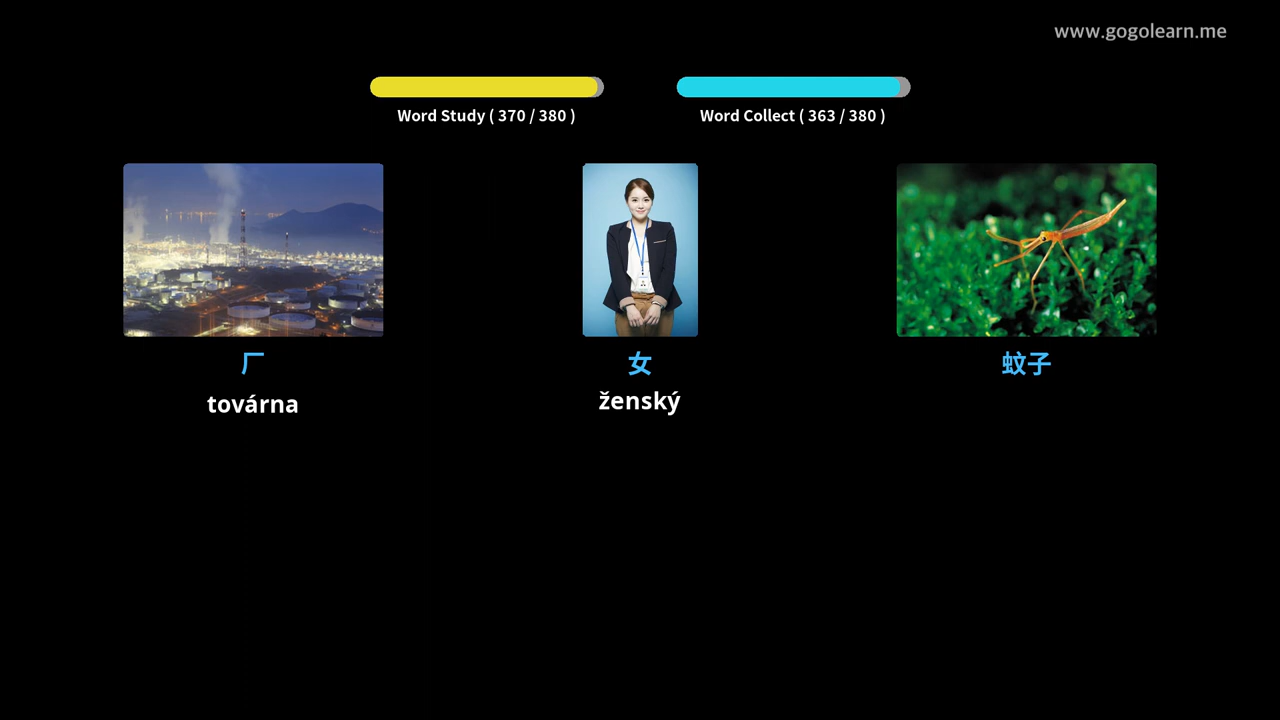 www.gogolearn.me
Word Study ( 370 / 380 )
Word Collect ( 363 / 380 )
厂
továrna
女
ženský
蚊子